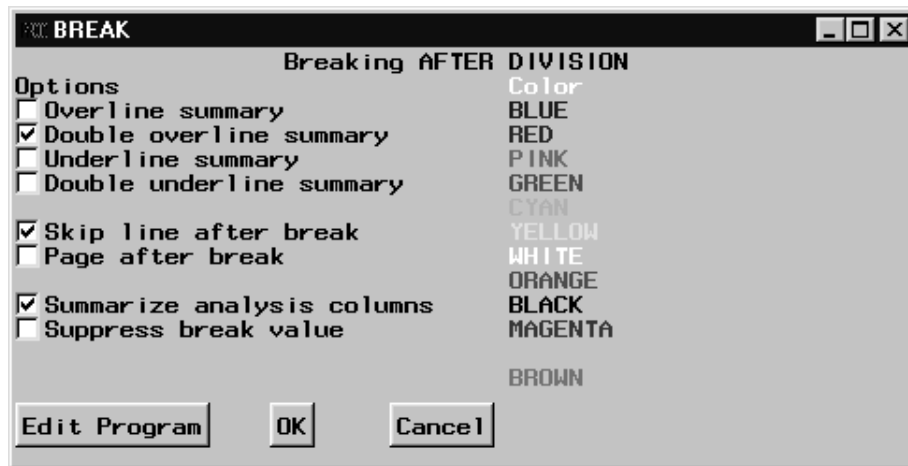 BREAK
Breaking AFTER DIVISION
Options Color
Overline summary BLUE
Double overline summary RED
Underline summary PINK
Double underline summary GREEN
CYAN
Skip line after break YELLOW
Page after break WHITE
ORANGE
Summarize analysis columns BLACK
Suppress break value MAGENTA
BROWN
Edit Program OK Cancel